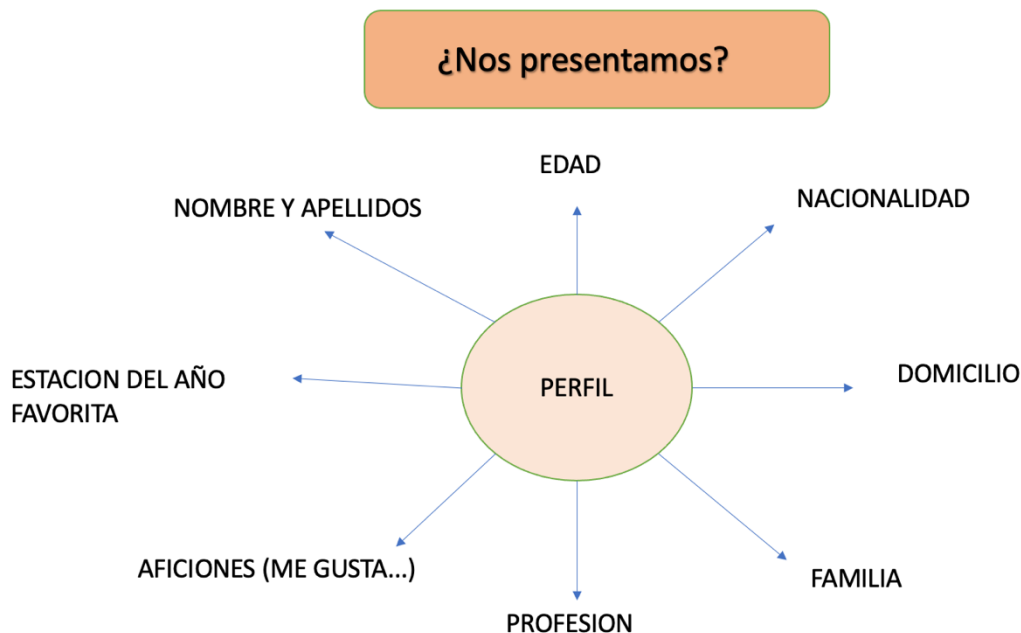 ¿Nos presentamos?
EDAD
NACIONALIDAD
NOMBRE Y APELLIDOS
ESTACION DEL AÑO
FAVORITA
PERFIL
DOMICILIO
AFICIONES (ME GUSTA...)
FAMILIA
PROFESION